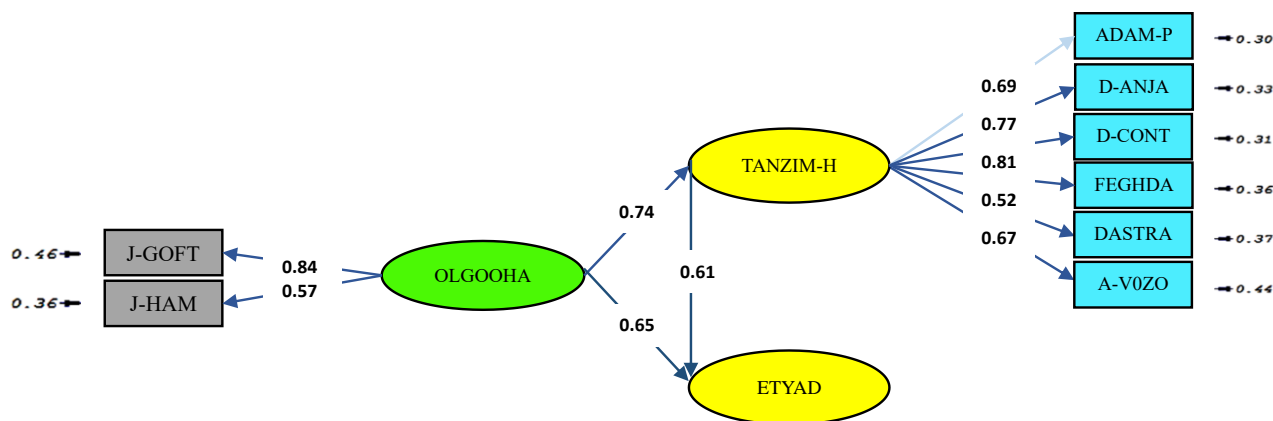 ADAM-P
0.30
0.69
D-ANJA
0.33
0.77
D-CONT
0.31
TANZIM-H
0.81
FEGHDA
0.36
0.52
0.74
DASTRA
0.37
0.67
0.46
J-GOFT
0.84
OLGOOHA
0.61
A-V0ZO
0.44
0.57
0.36
J-HAM
0.65
ETYAD